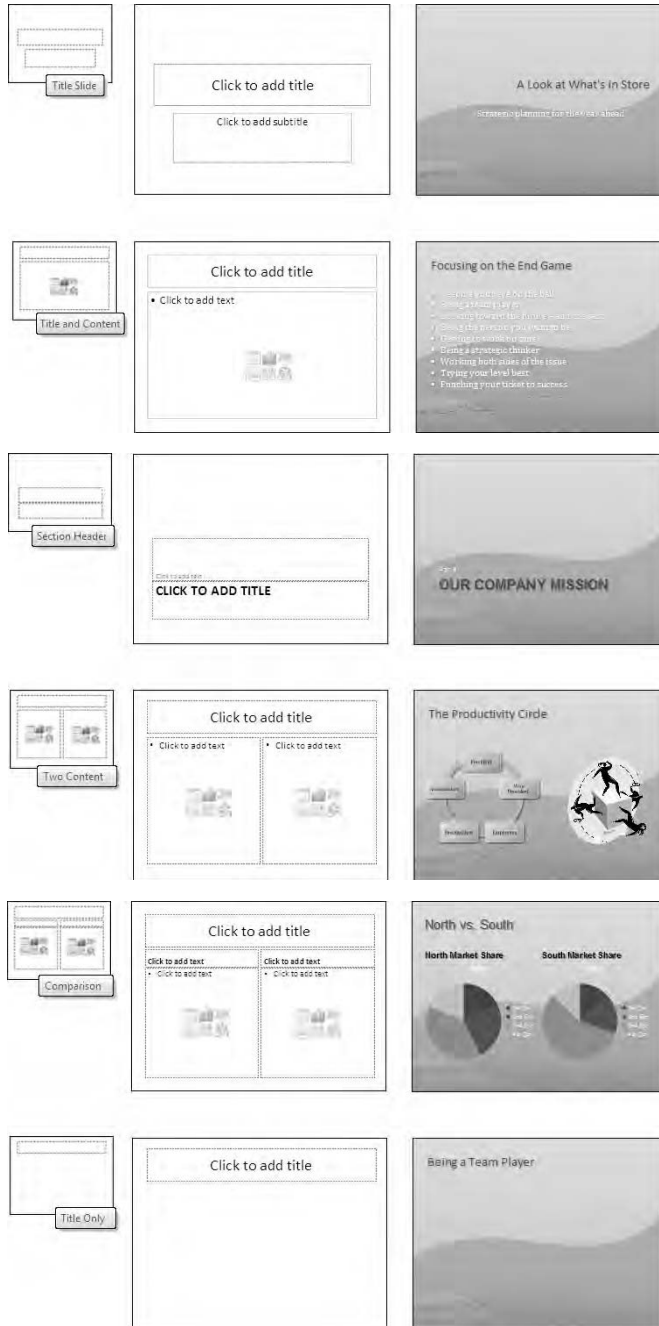 Title Slide
Click to add title
Click to add subtitle
A Look at What's in Store
Strategic planning for the year ahead
Title and Content
Click to add title
• Click to add text
Focusing on the End Game
• Being a strategic thinker
• Working both sides of the issue
• Trying your level best
• Punching your ticket to success
Section Header
Click to add text
CLICK TO ADD TITLE
OUR COMPANY MISSION
Two Content
Click to add title
• Click to add text
• Click to add text
The Productivity Circle
Comparison
Click to add title
Click to add text
Click to add text
• Click to add text
• Click to add text
North vs. South
North Market Share
South Market Share
Title Only
Click to add title
Being a Team Player